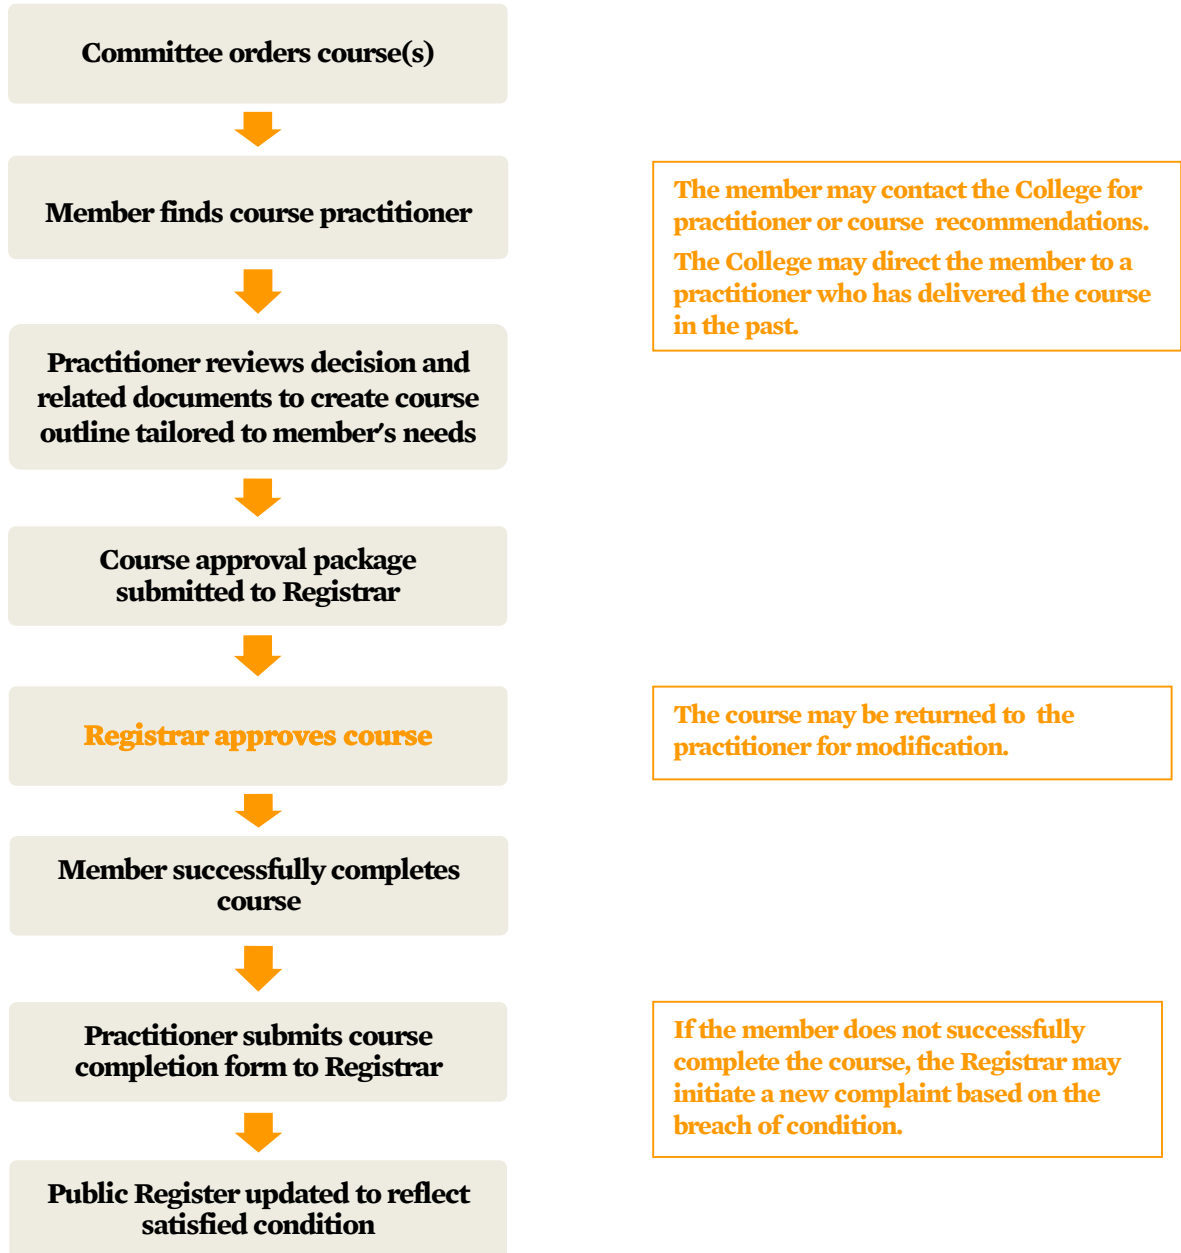 Committee orders course(s)
Member finds course practitioner
The member may contact the College for
practitioner or course recommendations.
The College may direct the member to a
practitioner who has delivered the course
in the past.
Practitioner reviews decision and
related documents to create course
outline tailored to member's needs
Course approval package
submitted to Registrar
Registrar approves course
The course may be returned to the
practitioner for modification.
Member successfully completes
course
Practitioner submits course
completion form to Registrar
If the member does not successfully
complete the course, the Registrar may
initiate a new complaint based on the
breach of condition.
Public Register updated to reflect
satisfied condition